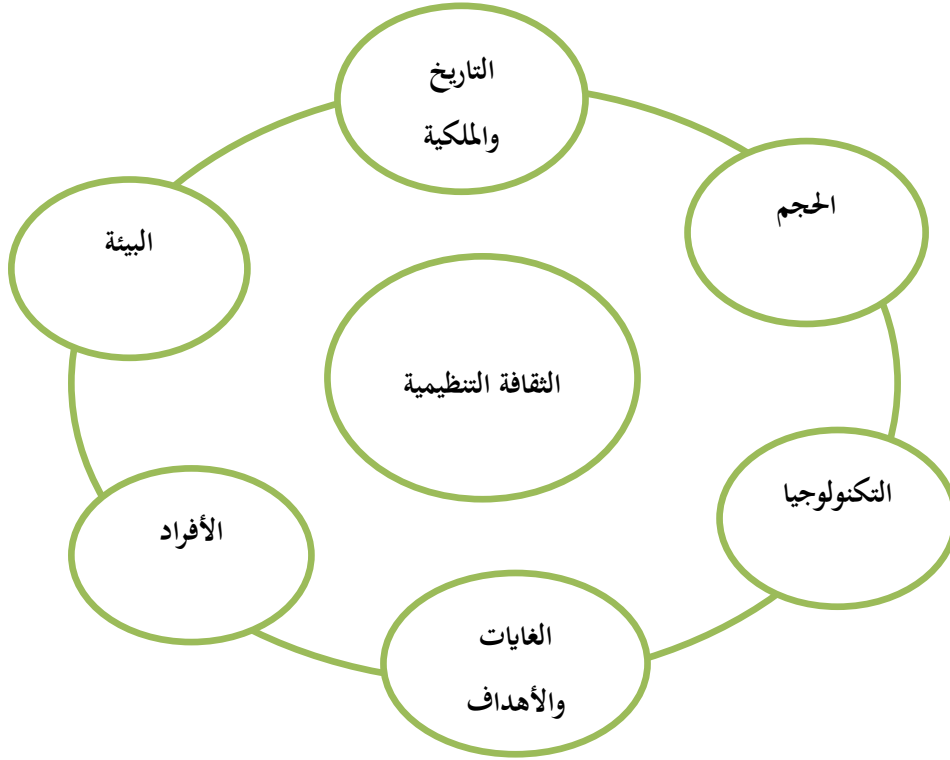 التاريخ
والملكية
الحجم
البيئة
الثقافة التنظيمية
التكنولوجيا
الأفراد
الغايات
والأهداف